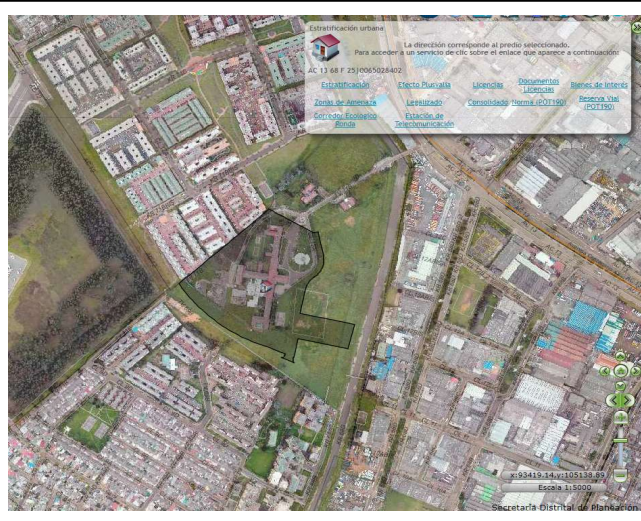 Estratificación urbana
La dirección corresponde al predio seleccionado.
Para acceder a un servicio de clic sobre el enlace que aparece a continuación:
AC 13 68 F 25|0065028402
Estratificación Efecto Plusvalía Licencias Documentos Licencias Bienes de Interés
Zonas de Amenaza Legalizado Consolidado Norma (POT190) Reserva Vial (POT190)
Corredor Ecológico Ronda Estación de Telecomunicación
x:93419.14,y:105138.89
Escala 1:5000
Secretaría Distrital de Planeación